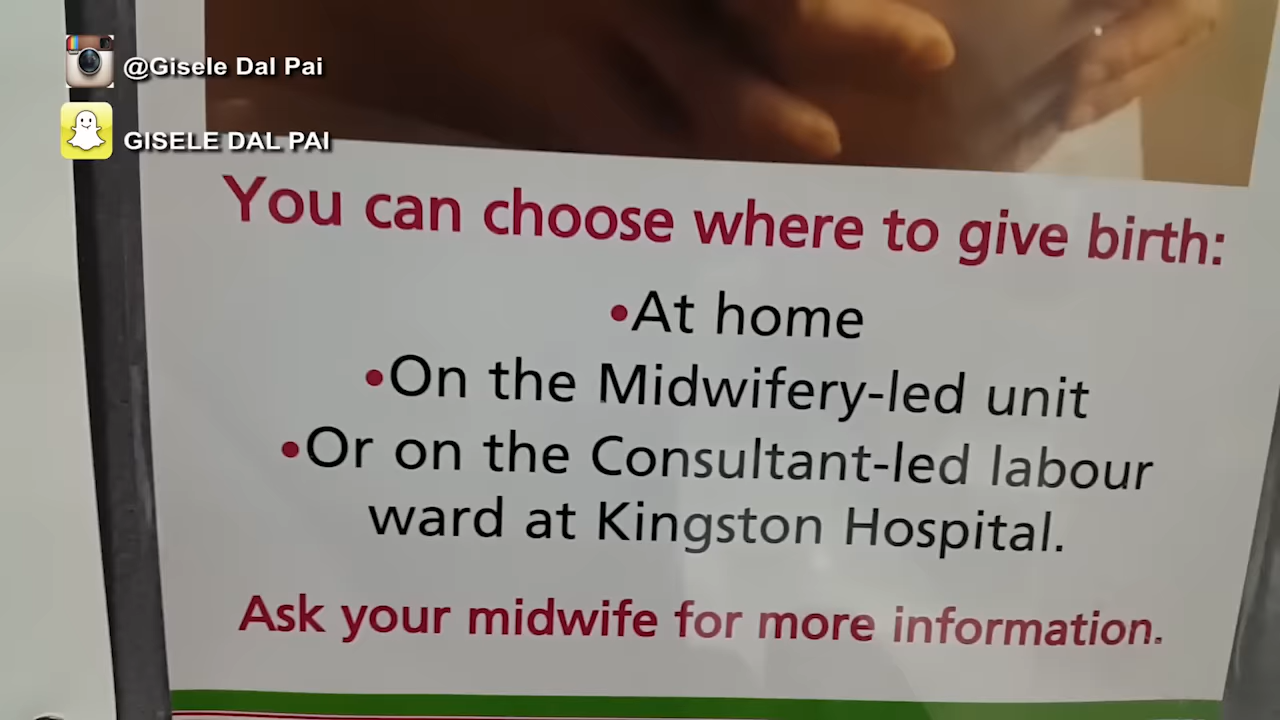 @Gisele Dal Pai
GISELE DAL PAI
You can choose where to give birth:
•At home
•On the Midwifery-led unit
•Or on the Consultant-led labour
ward at Kingston Hospital.
Ask your midwife for more information.